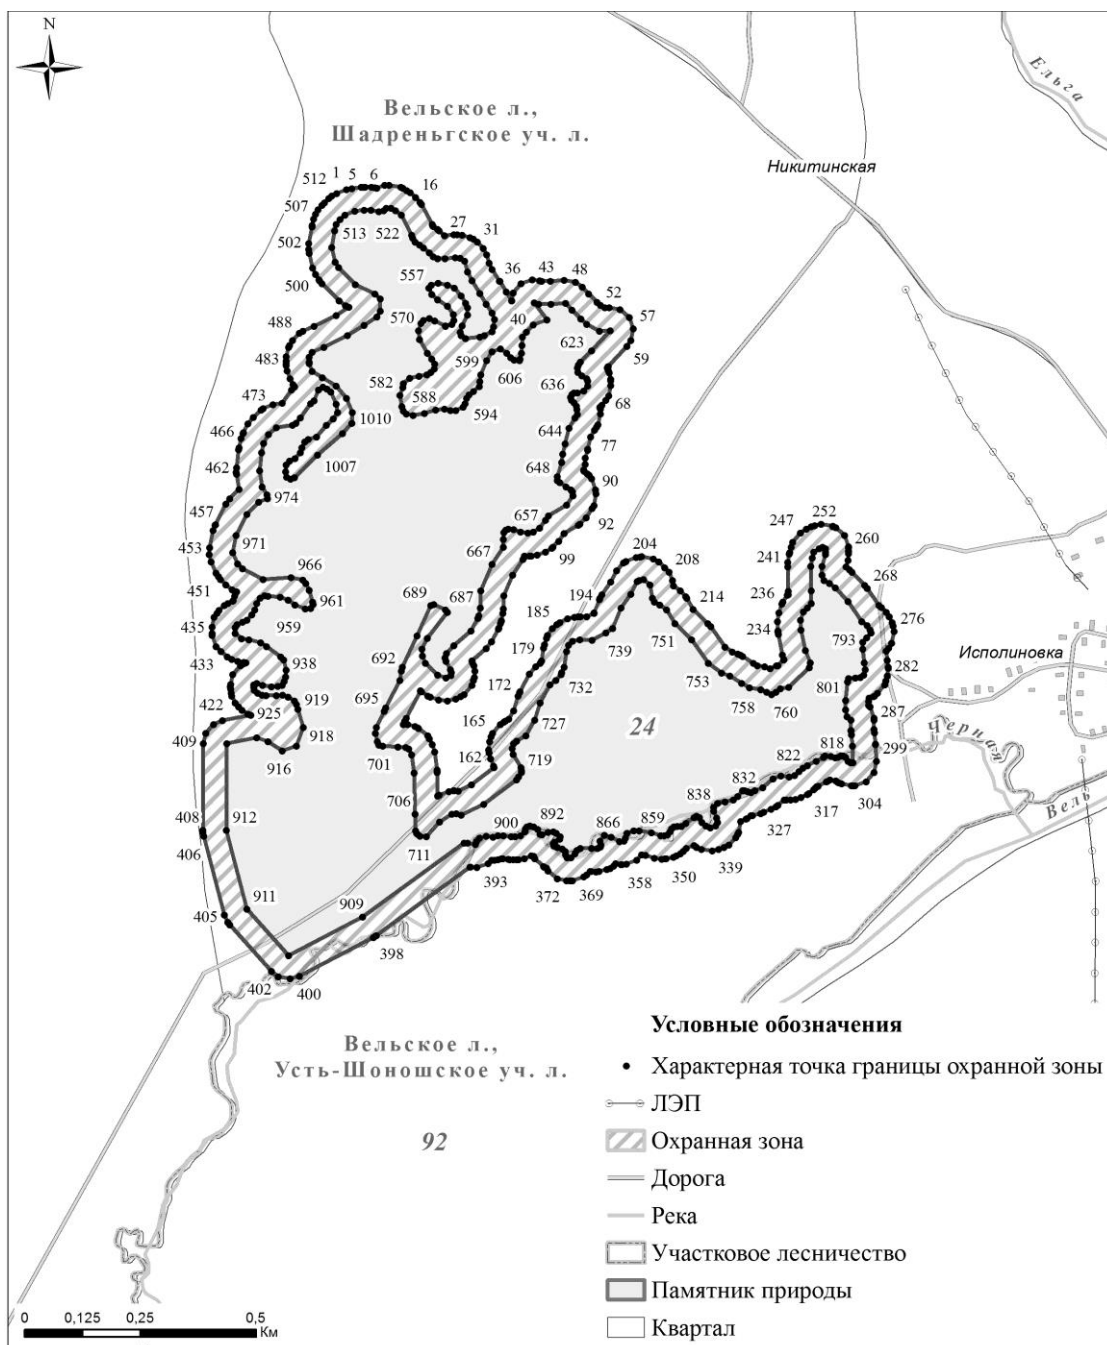 N
Ельга
Вельское л.,
Шадреньгское уч. л.
Никитинская
512 1 5 6 16
507
513 522 27 31
502
557 36 43 48
500 52
570 40 57
488
599 623 59
483 606
582 636
588 68
473 594
1010 644
466 77
462 1007 648
90
974
457 657 92
252
247
971 667 99 260
453 204 241
966 208 268
451 689 687 236
961 194 214
185 276
435 959 751 234 793
739
179 Исполиновка
433 938 692 753 282
172 732 801
422 919 695 758 760
925 165 727 24 287
918 Черная
409 701 162 719 299
916 822 818
706 832 304 Вель
838
408 912 892 866 859 317
900 327
406 711
339
393 372 369 358 350
911 909
405
398
402 400
Вельское л.,
Усть-Шоношское уч. л.
92
Условные обозначения
Характерная точка границы охранной зоны
ЛЭП
Охранная зона
Дорога
Река
Участковое лесничество
Памятник природы
Квартал
0 0,125 0,25 0,5
Км